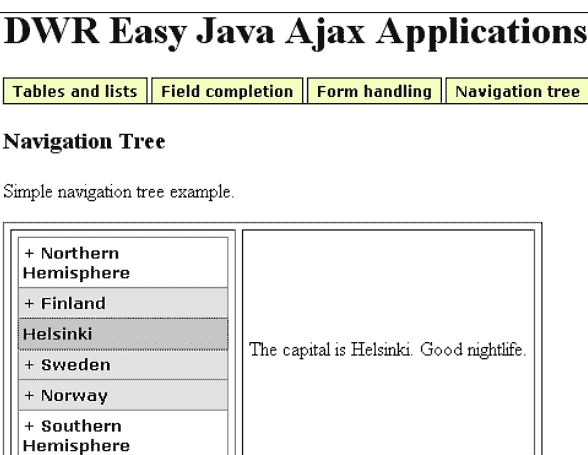 DWR Easy Java Ajax Applications
Tables and lists Field completion Form handling Navigation tree
Navigation Tree
Simple navigation tree example.
+ Northern
Hemisphere
+ Finland
Helsinki
+ Sweden
+ Norway
+ Southern
Hemisphere
The capital is Helsinki. Good nightlife.